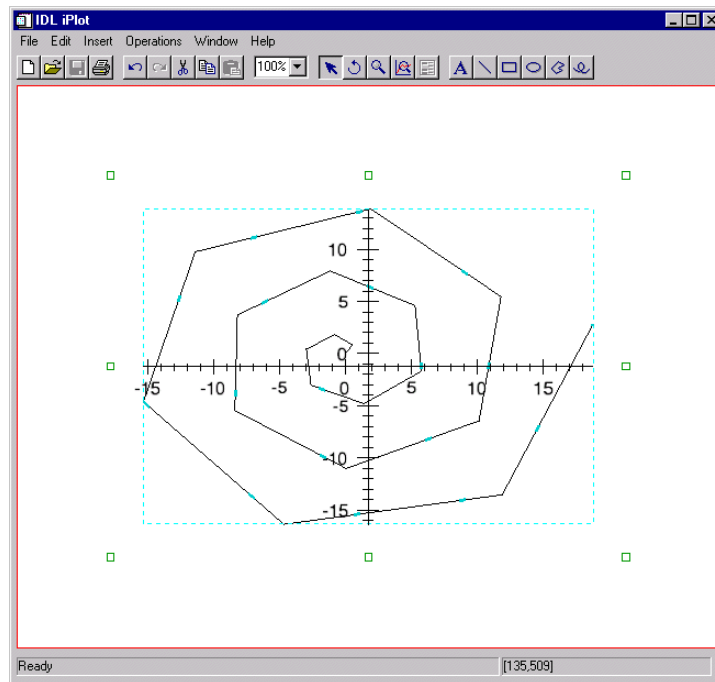 IDL iPlot
File Edit Insert Operations Window Help
100% A
10
5
0
-15 -10 -5 0 5 10 15
-5
-10
-15
Ready [135,509]